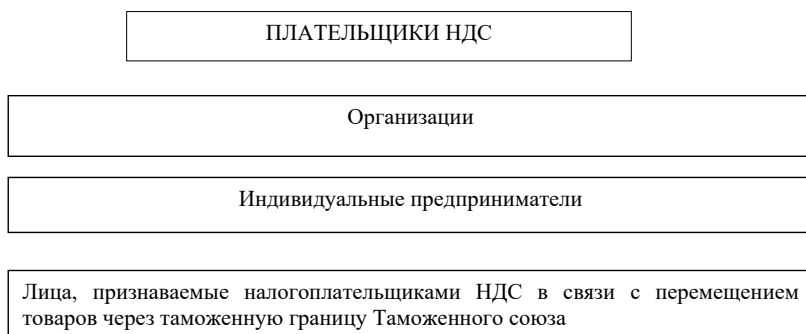 ПЛАТЕЛЬЩИКИ НДС
Организации
Индивидуальные предприниматели
Лица, признаваемые налогоплательщиками НДС в связи с перемещением
товаров через таможенную границу Таможенного союза